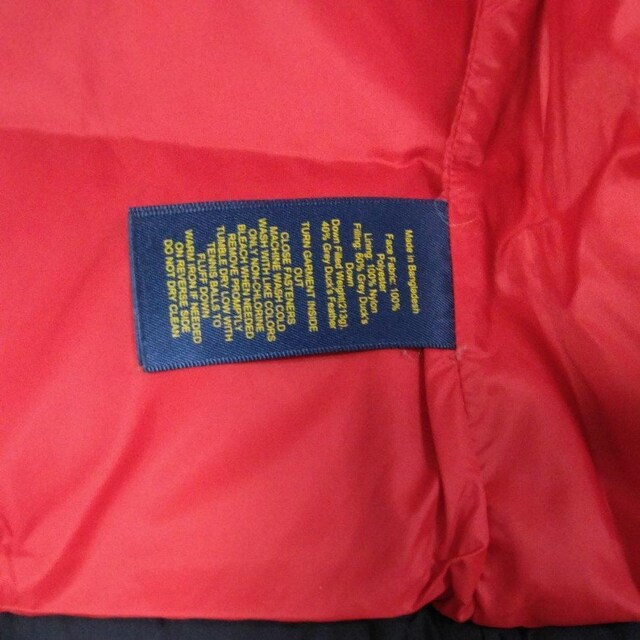 Made in Bangladesh
Face Fabric: 100%
Polyester
Lining: 100% Nylon
Filling: 60% Grey Duck's
Down
Down Filled Weight(213g),
40% Grey Duck's Feather
TURN GARMENT INSIDE
OUT
CLOSE FASTENERS
MACHINE WASH COLD
WASH WITH LIKE COLORS
ONLY NON-CHLORINE
BLEACH WHEN NEEDED
REMOVE PROMPTLY
TUMBLE DRY LOW WITH
TENNIS BALLS TO
FLUFF DOWN
WARM IRON IF NEEDED
ON REVERSE SIDE
DO NOT DRY CLEAN